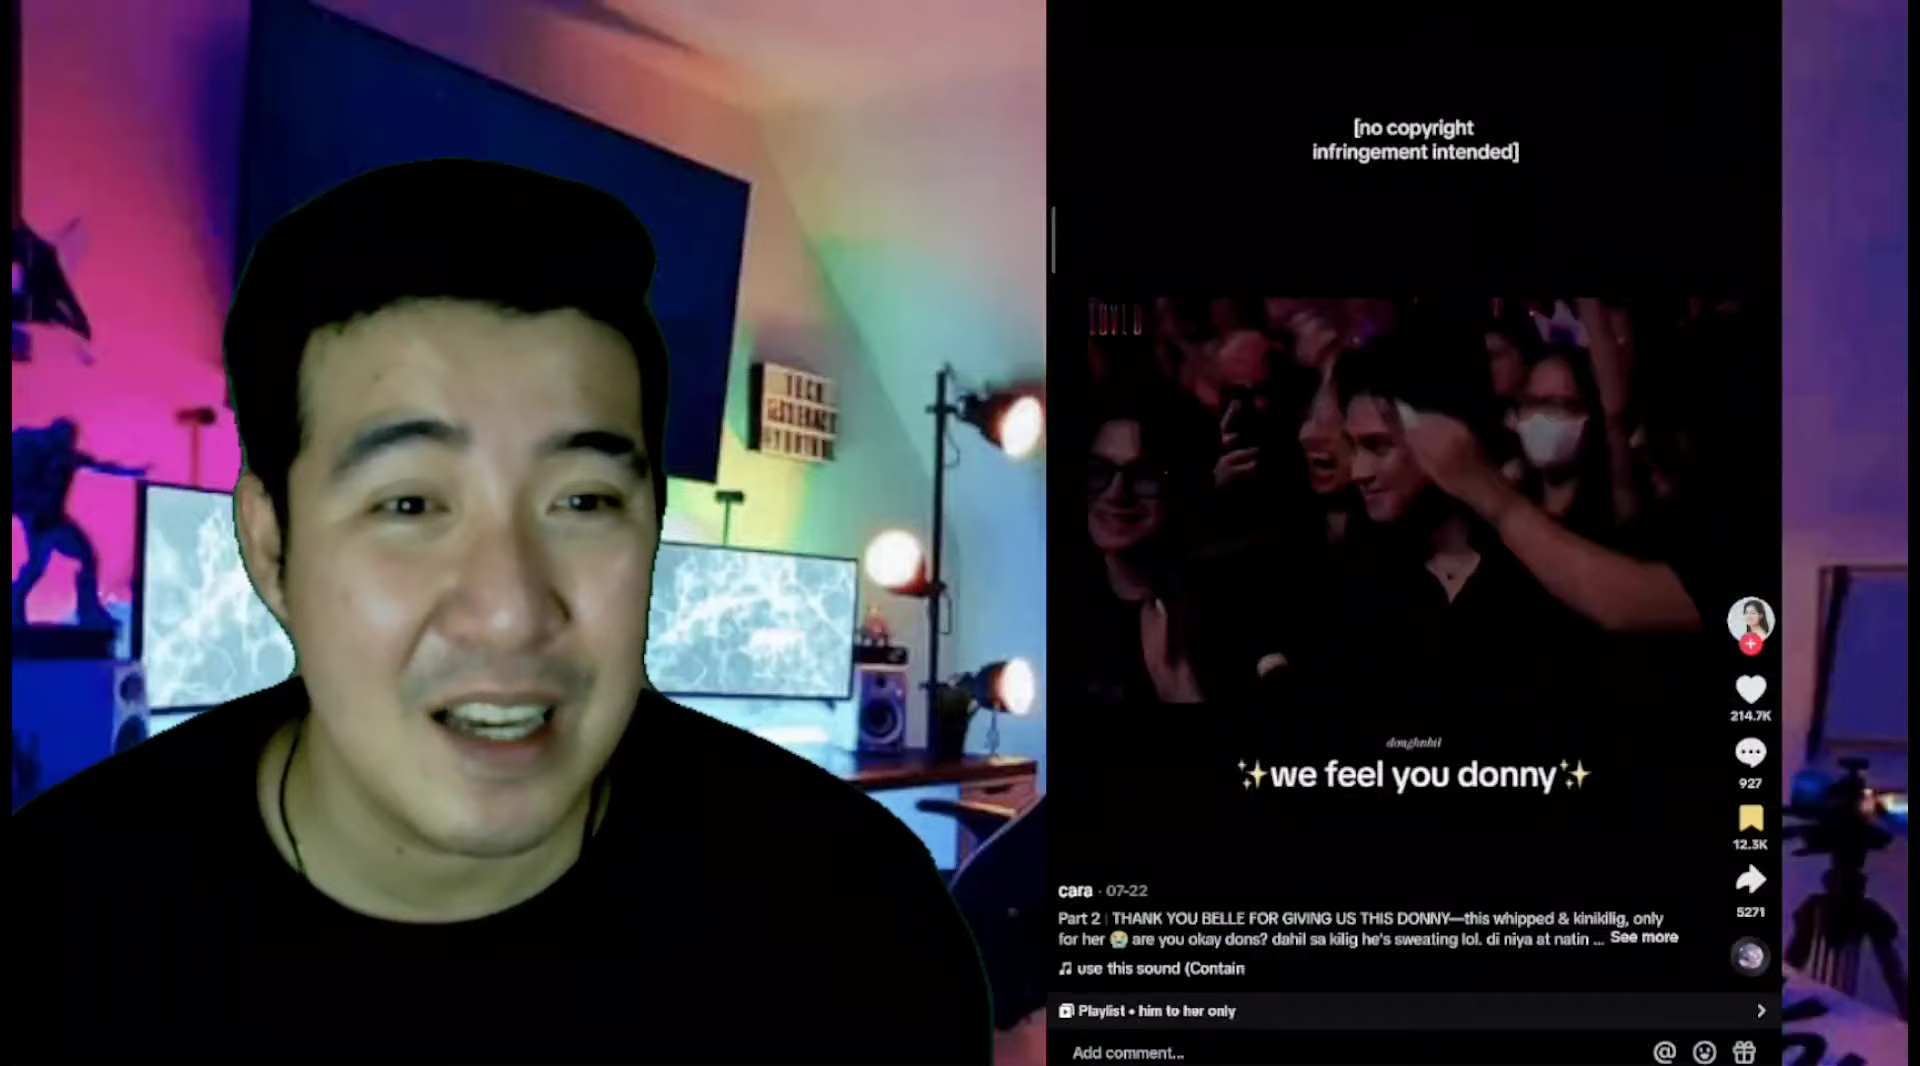 [no copyright
infringement intended]
TECH
doughnbil
✨we feel you donny✨
214.7K
927
12.3K
5271
cara · 07-22
Part 2 | THANK YOU BELLE FOR GIVING US THIS DONNY—this whipped & kinikilig, only
for her 😭 are you okay dons? dahil sa kilig he's sweating lol. di niya at natin ... See more
use this sound (Contain
Playlist • him to her only
Add comment...